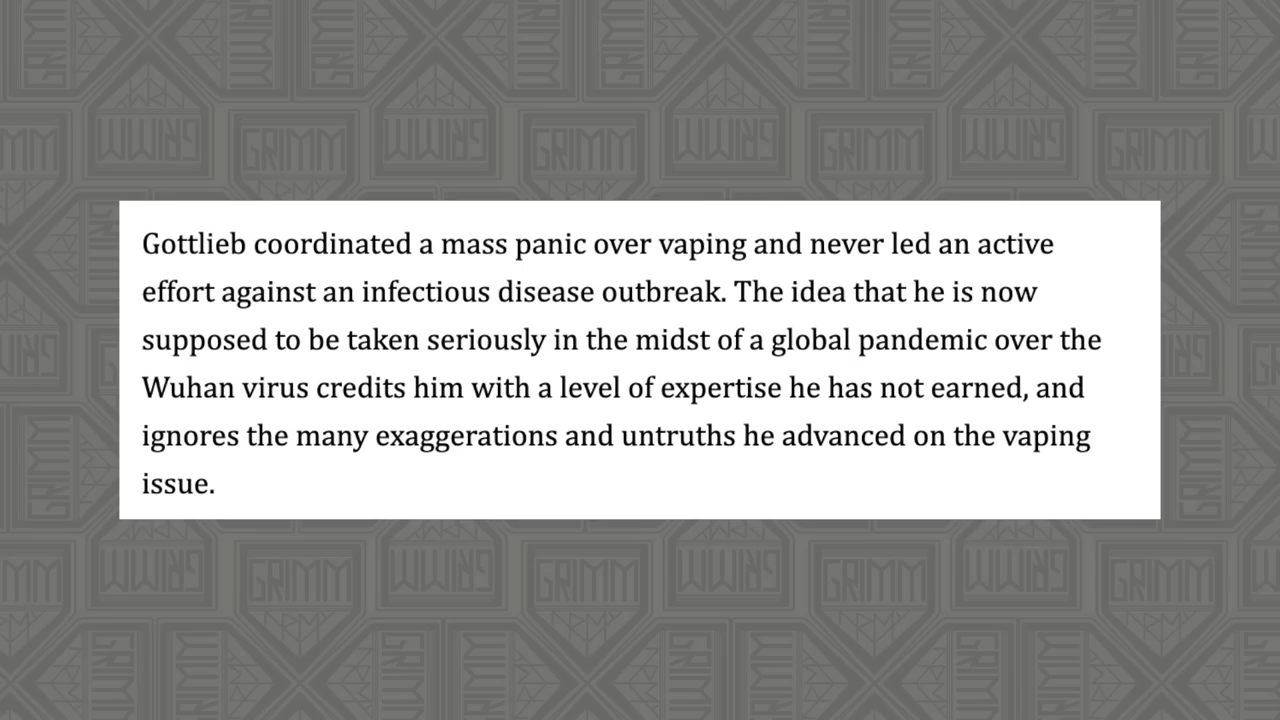 Gottlieb coordinated a mass panic over vaping and never led an active
effort against an infectious disease outbreak. The idea that he is now
supposed to be taken seriously in the midst of a global pandemic over the
Wuhan virus credits him with a level of expertise he has not earned, and
ignores the many exaggerations and untruths he advanced on the vaping
issue.
GRIMM